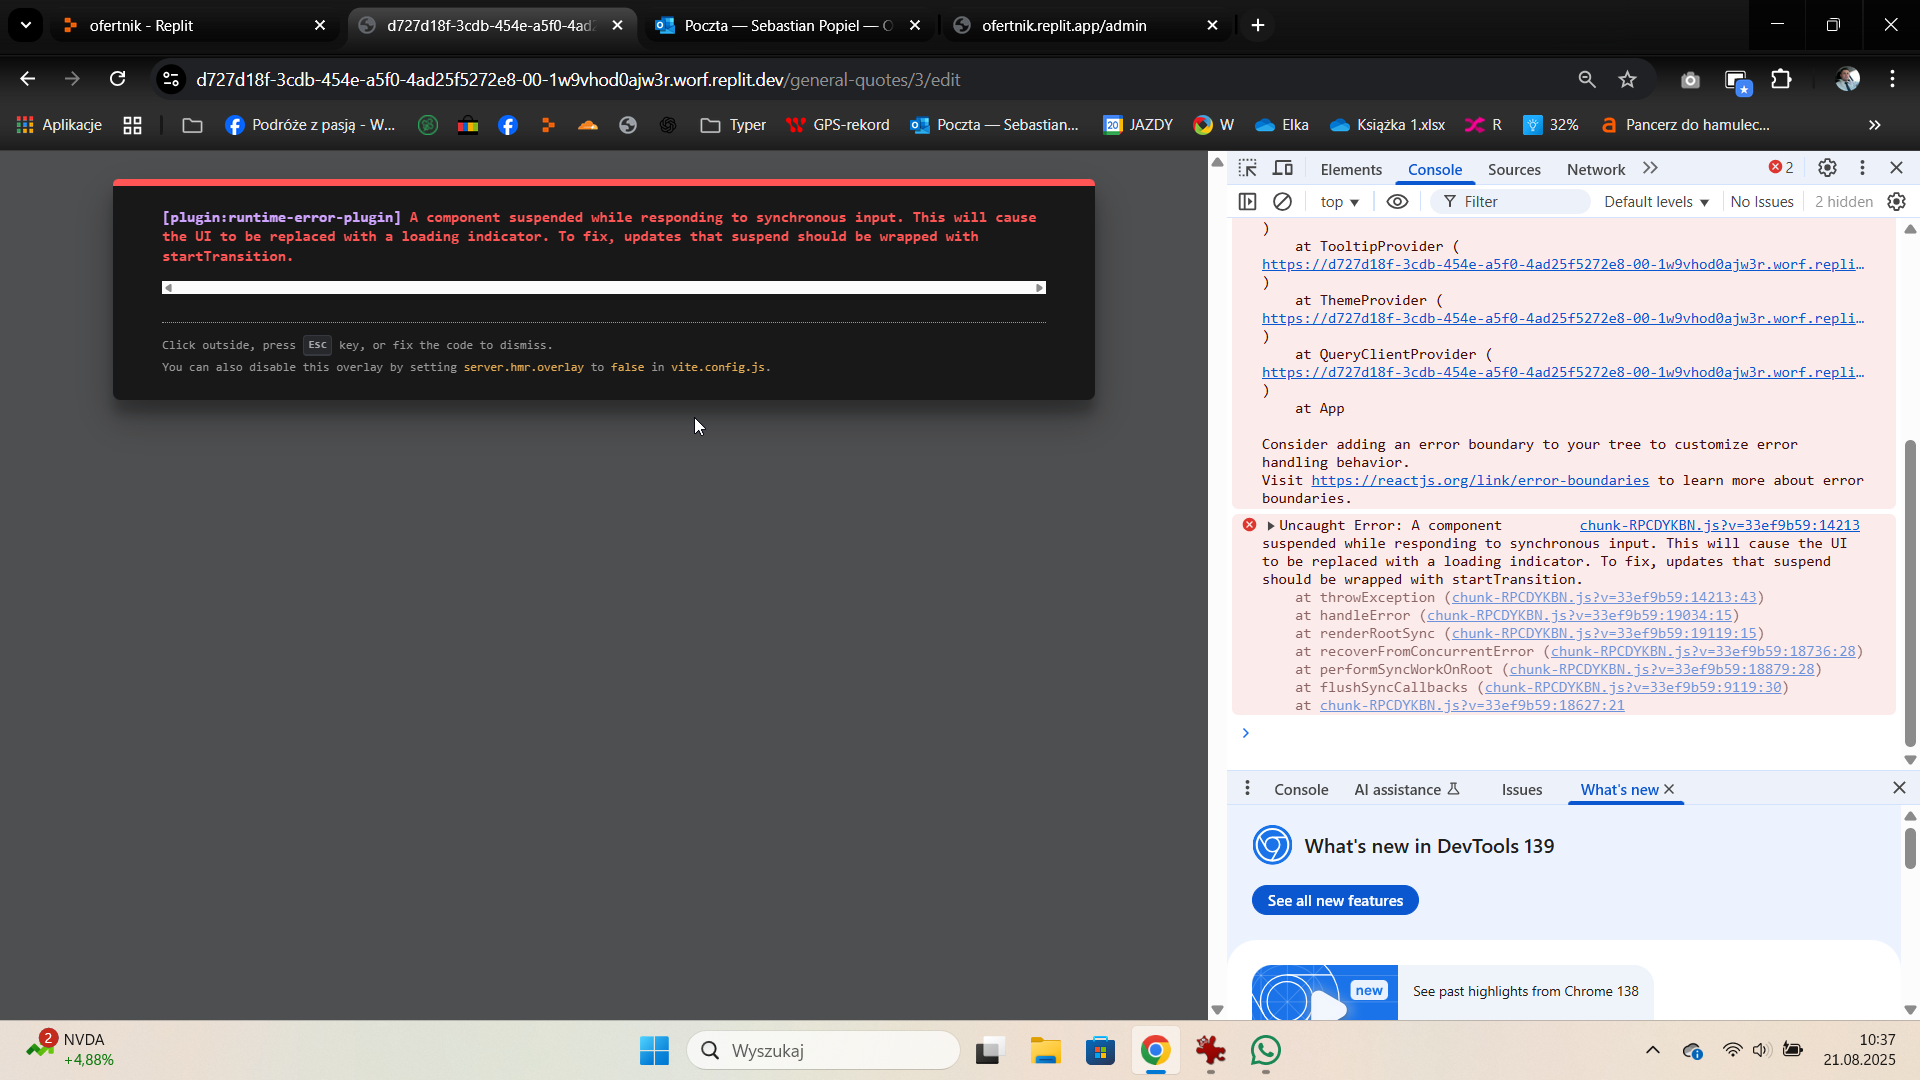 ofertnik - Replit
d727d18f-3cdb-454e-a5f0-4ad2
Poczta — Sebastian Popiel — O
ofertnik.replit.app/admin
d727d18f-3cdb-454e-a5f0-4ad25f5272e8-00-1w9vhod0ajw3r.worf.replit.dev/general-quotes/3/edit
Aplikacje
Podróże z pasją - W...
Typer
GPS-rekord
Poczta — Sebastian...
20
JAZDY
W
Elka
Książka 1.xlsx
R
32%
Pancerz do hamulec...
[plugin:runtime-error-plugin] A component suspended while responding to synchronous input. This will cause
the UI to be replaced with a loading indicator. To fix, updates that suspend should be wrapped with
startTransition.
Click outside, press Esc key, or fix the code to dismiss.
You can also disable this overlay by setting server.hmr.overlay to false in vite.config.js.
Elements
Console
Sources
Network
2
top
Filter
Default levels
No Issues
2 hidden
)
at TooltipProvider (
https://d727d18f-3cdb-454e-a5f0-4ad25f5272e8-00-1w9vhod0ajw3r.worf.repli…
)
at ThemeProvider (
https://d727d18f-3cdb-454e-a5f0-4ad25f5272e8-00-1w9vhod0ajw3r.worf.repli…
)
at QueryClientProvider (
https://d727d18f-3cdb-454e-a5f0-4ad25f5272e8-00-1w9vhod0ajw3r.worf.repli…
)
at App
Consider adding an error boundary to your tree to customize error
handling behavior.
Visit https://reactjs.org/link/error-boundaries to learn more about error
boundaries.
Uncaught Error: A component chunk-RPCDYKBN.js?v=33ef9b59:14213
suspended while responding to synchronous input. This will cause the UI
to be replaced with a loading indicator. To fix, updates that suspend
should be wrapped with startTransition.
at throwException (chunk-RPCDYKBN.js?v=33ef9b59:14213:43)
at handleError (chunk-RPCDYKBN.js?v=33ef9b59:19034:15)
at renderRootSync (chunk-RPCDYKBN.js?v=33ef9b59:19119:15)
at recoverFromConcurrentError (chunk-RPCDYKBN.js?v=33ef9b59:18736:28)
at performSyncWorkOnRoot (chunk-RPCDYKBN.js?v=33ef9b59:18879:28)
at flushSyncCallbacks (chunk-RPCDYKBN.js?v=33ef9b59:9119:30)
at chunk-RPCDYKBN.js?v=33ef9b59:18627:21
Console
AI assistance
Issues
What's new
What's new in DevTools 139
See all new features
new
See past highlights from Chrome 138
2
NVDA
+4,88%
Wyszukaj
10:37
21.08.2025